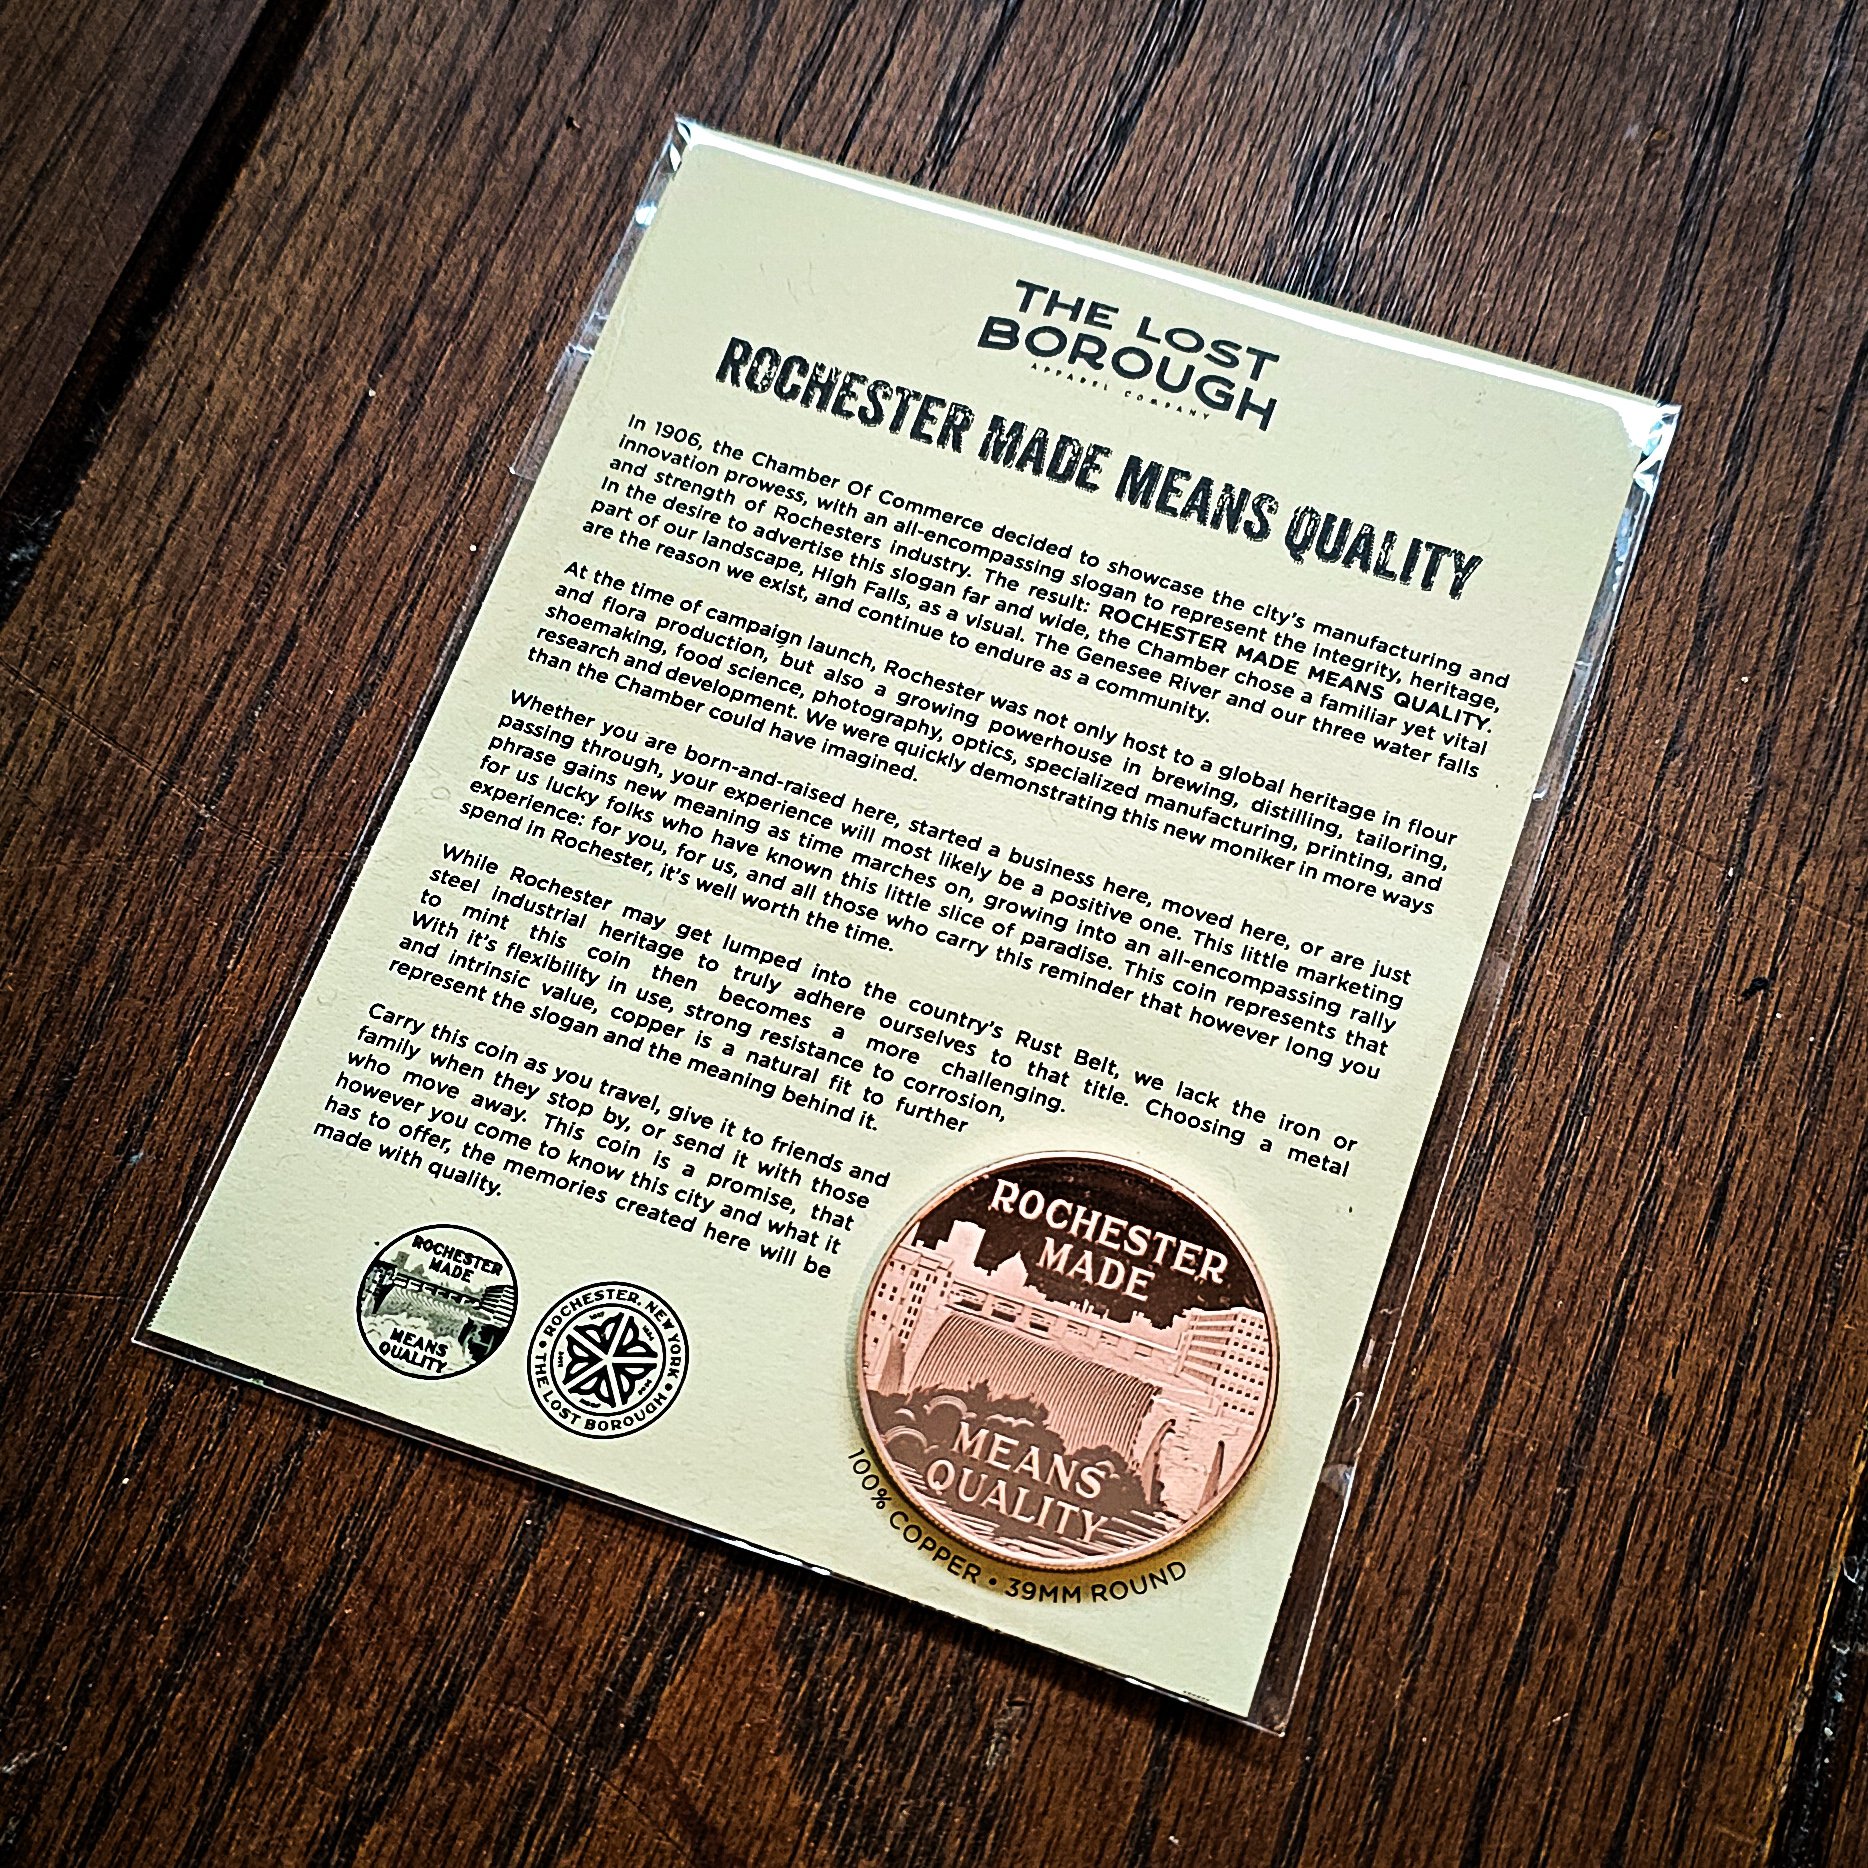 THE LOST
BOROUGH
APPAREL COMPANY
ROCHESTER MADE MEANS QUALITY
In 1906, the Chamber Of Commerce decided to showcase the city's manufacturing and
innovation prowess, with an all-encompassing slogan to represent the integrity, heritage,
and strength of Rochesters industry. The result: ROCHESTER MADE MEANS QUALITY.
In the desire to advertise this slogan far and wide, the Chamber chose a familiar yet vital
part of our landscape, High Falls, as a visual. The Genesee River and our three water falls
are the reason we exist, and continue to endure as a community.
At the time of campaign launch, Rochester was not only host to a global heritage in flour
and flora production, but also a growing powerhouse in brewing, distilling, tailoring,
shoemaking, food science, photography, optics, specialized manufacturing, printing, and
research and development. We were quickly demonstrating this new moniker in more ways
than the Chamber could have imagined.
Whether you are born-and-raised here, started a business here, moved here, or are just
passing through, your experience will most likely be a positive one. This little marketing
phrase gains new meaning as time marches on, growing into an all-encompassing rally
for us lucky folks who have known this little slice of paradise. This coin represents that
experience: for you, for us, and all those who carry this reminder that however long you
spend in Rochester, it's well worth the time.
While Rochester may get lumped into the country's Rust Belt, we lack the iron or
steel industrial heritage to truly adhere ourselves to that title. Choosing a metal
to mint this coin then becomes a more challenging.
With it's flexibility in use, strong resistance to corrosion,
and intrinsic value, copper is a natural fit to further
represent the slogan and the meaning behind it.
Carry this coin as you travel, give it to friends and
family when they stop by, or send it with those
who move away. This coin is a promise, that
however you come to know this city and what it
has to offer, the memories created here will be
made with quality.
ROCHESTER
MADE
MEANS
QUALITY
ROCHESTER, NEW YORK
THE LOST BOROUGH
ROCHESTER
MADE
MEANS
QUALITY
100% COPPER • 39MM ROUND